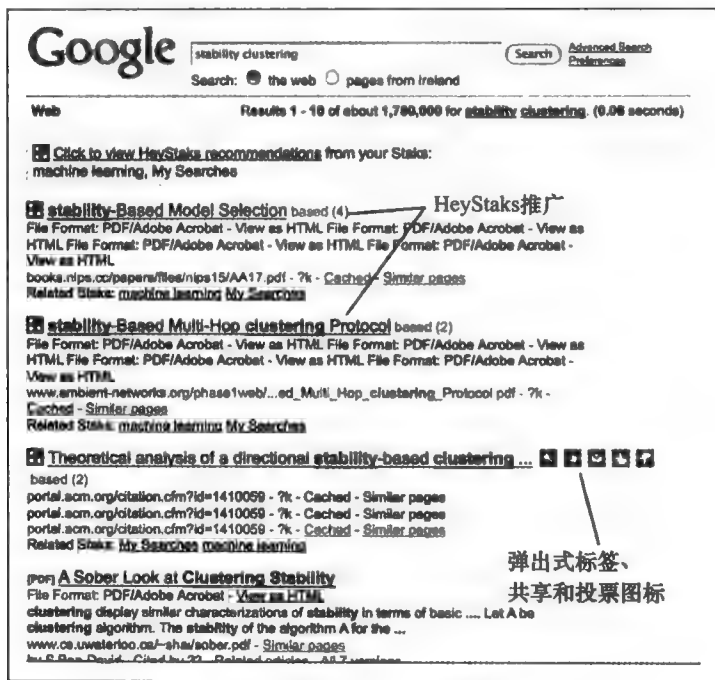 Google
stability clustering
Search
Advanced Search
Preferences
Search: the web pages from Ireland
Web
Results 1 - 10 of about 1,780,000 for stability clustering. (0.06 seconds)
Click to view HeyStaks recommendations from your Staks:
machine learning, My Searches
stability-Based Model Selection based (4)
HeyStaks推广
File Format: PDF/Adobe Acrobat - View as HTML File Format: PDF/Adobe Acrobat - View as
HTML File Format: PDF/Adobe Acrobat - View as HTML File Format: PDF/Adobe Acrobat -
View as HTML
books.nips.cc/papers/files/nips15/AA17.pdf - ?k - Cached - Similar pages
Related Staks: machine learning My Searches
stability-Based Multi-Hop clustering Protocol based (2)
File Format: PDF/Adobe Acrobat - View as HTML File Format: PDF/Adobe Acrobat - View as
HTML File Format: PDF/Adobe Acrobat - View as HTML File Format: PDF/Adobe Acrobat -
View as HTML
www.ambient-networks.org/phase1web/...ed_Multi_Hop_clustering_Protocol pdf - ?k -
Cached - Similar pages
Related Staks: machine learning My Searches
Theoretical analysis of a directional stability-based clustering ...
based (2)
portal.acm.org/citation.cfm?id=1410059 - ?k - Cached - Similar pages
portal.acm.org/citation.cfm?id=1410059 - ?k - Cached - Similar pages
portal.acm.org/citation.cfm?id=1410059 - ?k - Cached - Similar pages
Related Staks: My Searches machine learning
弹出式标签、
共享和投票图标
[PDF] A Sober Look at Clustering Stability
File Format: PDF/Adobe Acrobat - View as HTML
clustering display similar characterizations of stability in terms of basic .... Let A be
clustering algorithm. The stability of the algorithm A for the ...
www.cs.uwaterloo.ca/~shai/sober.pdf - Similar pages
by S Ben-David - Cited by 22 - Related articles - All 7 versions